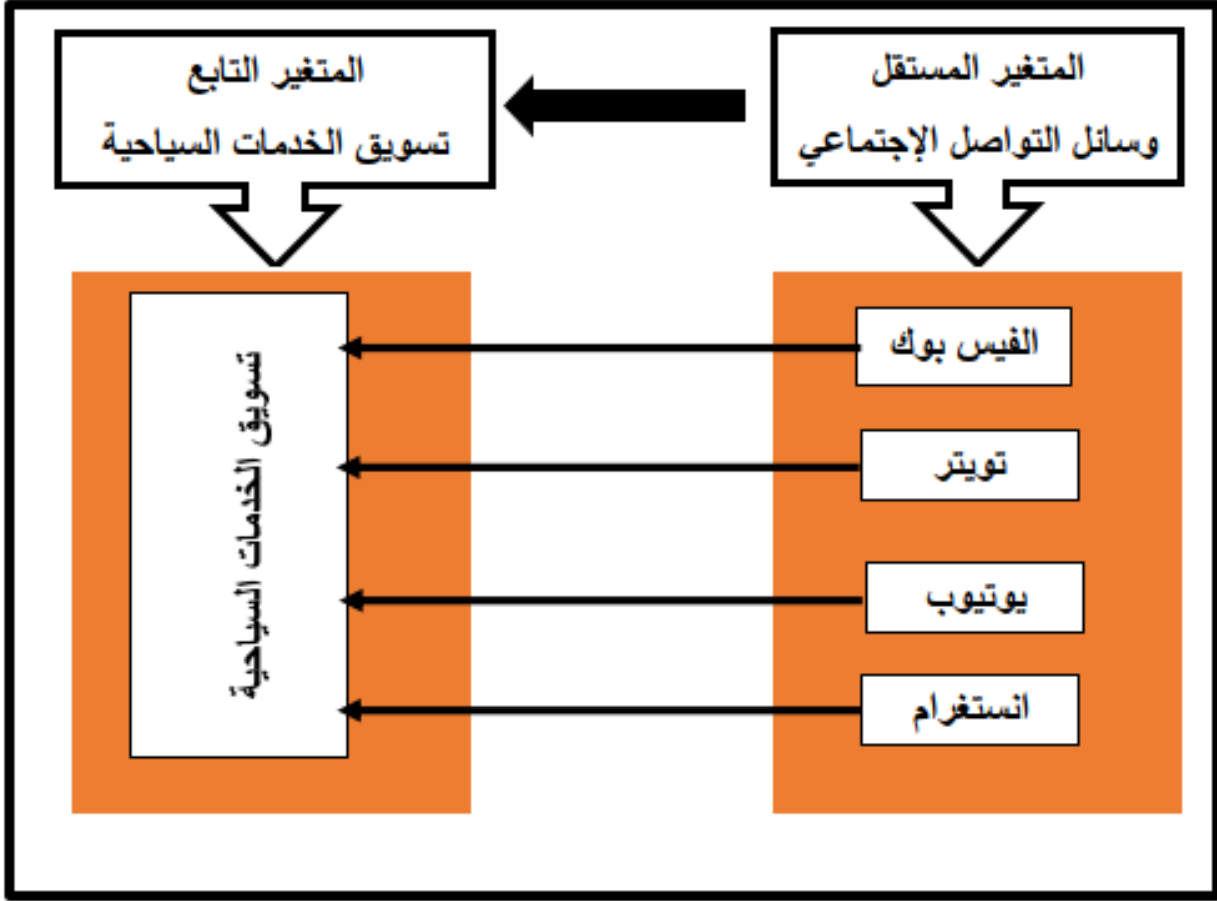 المتغير المستقل
وسائل التواصل الإجتماعي
المتغير التابع
تسويق الخدمات السياحية
الفيس بوك
تويتر
يوتيوب
انستغرام
تسويق الخدمات السياحية